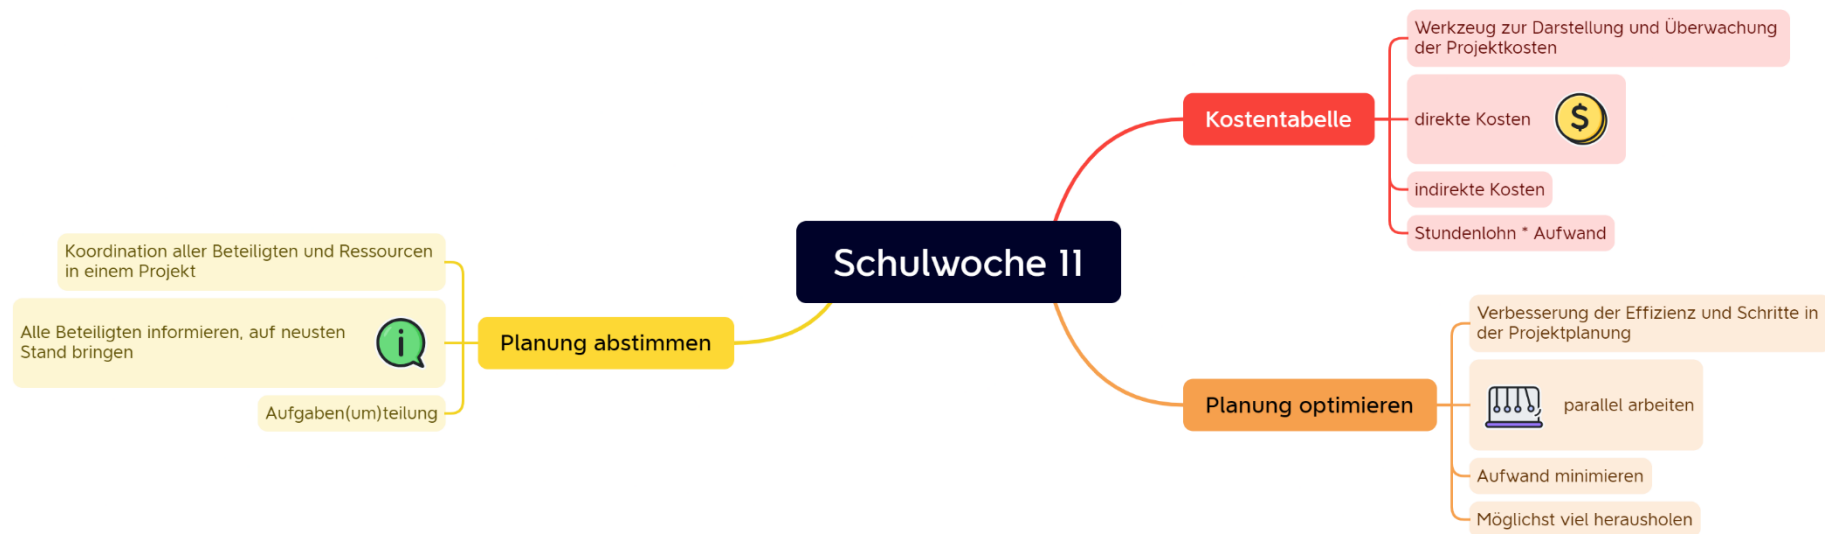 Schulwoche 11
Kostentabelle
Werkzeug zur Darstellung und Überwachung
der Projektkosten
direkte Kosten
$
indirekte Kosten
Stundenlohn * Aufwand
Planung optimieren
Verbesserung der Effizienz und Schritte in
der Projektplanung
parallel arbeiten
Aufwand minimieren
Möglichst viel herausholen
Planung abstimmen
Koordination aller Beteiligten und Ressourcen
in einem Projekt
Alle Beteiligten informieren, auf neusten
Stand bringen
i
Aufgaben(um)teilung